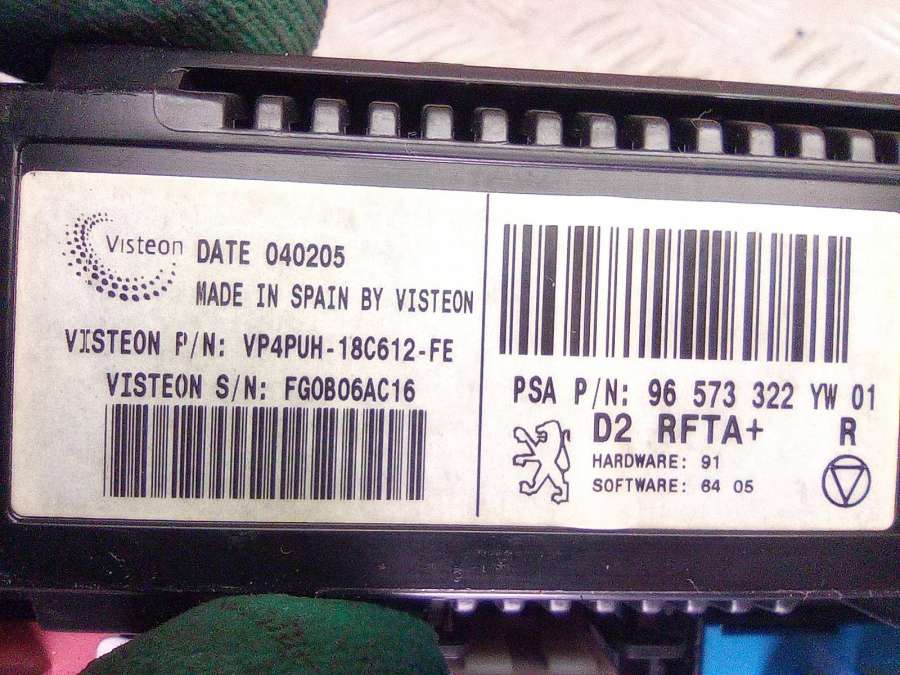 Visteon
DATE 040205
MADE IN SPAIN BY VISTEON
VISTEON P/N: VP4PUH-18C612-FE
VISTEON S/N: FG0B06AC16
PSA P/N: 96 573 322 YW 01
D2 RFTA+ R
HARDWARE: 91
SOFTWARE: 64 05